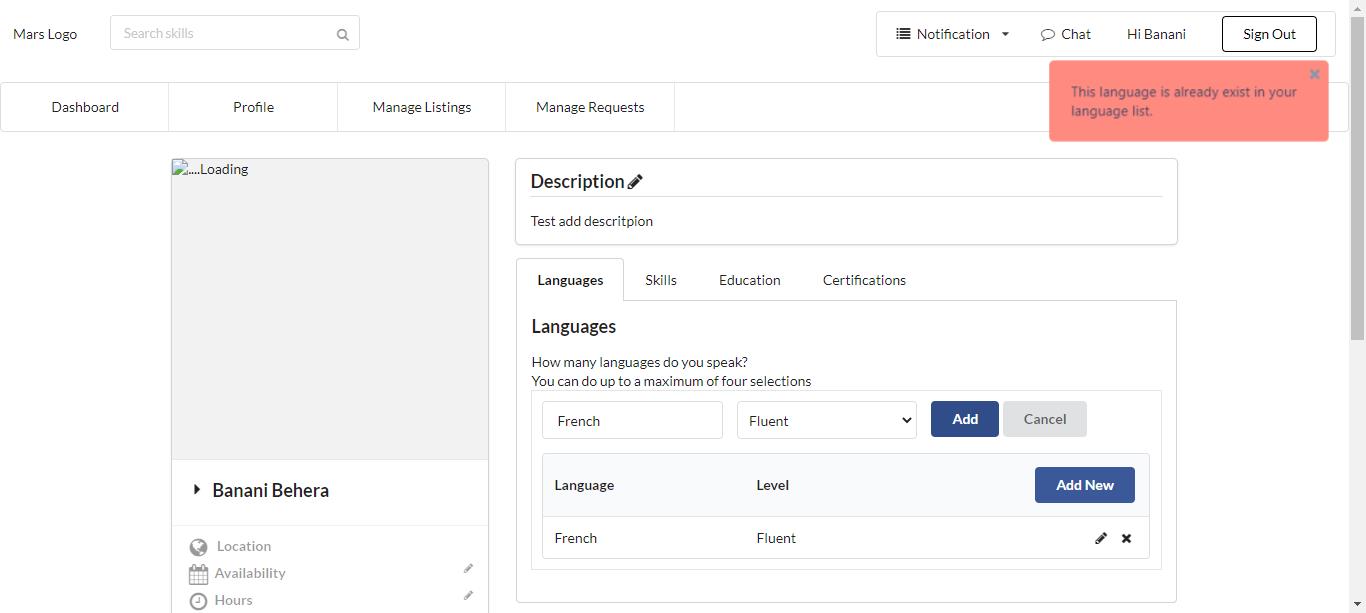 Mars Logo
Search skills
Notification
Chat
Hi Banani
Sign Out
This language is already exist in your
language list.
Dashboard
Profile
Manage Listings
Manage Requests
....Loading
Description
Test add descritpion
Languages
Skills
Education
Certifications
Languages
How many languages do you speak?
You can do up to a maximum of four selections
French
Fluent
Add
Cancel
Language
Level
Add New
French
Fluent
Banani Behera
Location
Availability
Hours